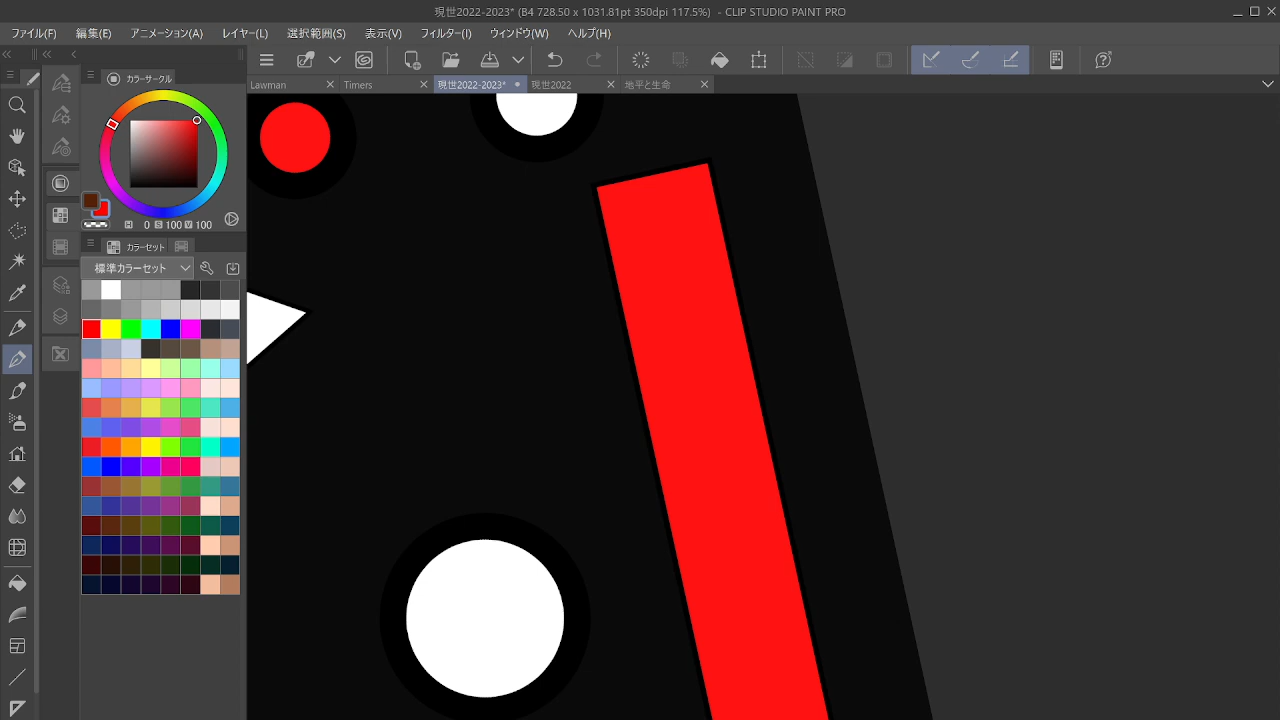 現世2022-2023* (B4 728.50 x 1031.81pt 350dpi 117.5%) - CLIP STUDIO PAINT PRO
ファイル(F) 編集(E) アニメーション(A) レイヤー(L) 選択範囲(S) 表示(V) フィルター(I) ウィンドウ(W) ヘルプ(H)
Lawman Timers 現世2022-2023* 現世2022 地平と生命
カラーサークル
H 0 S 100 V 100
カラーセット
標準カラーセット